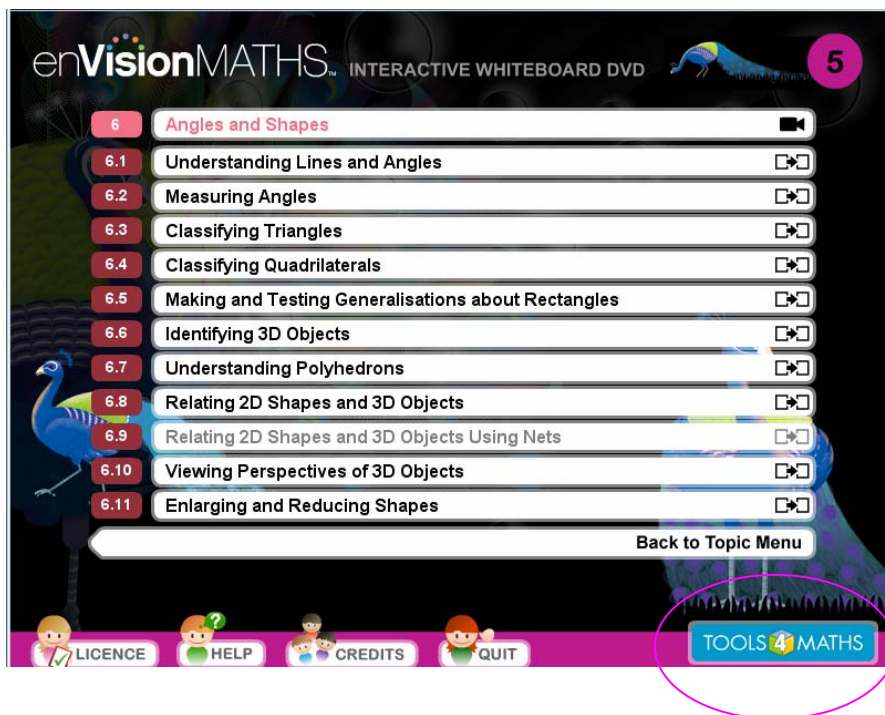 enVisionMATHS™ INTERACTIVE WHITEBOARD DVD 5
6 Angles and Shapes
6.1 Understanding Lines and Angles
6.2 Measuring Angles
6.3 Classifying Triangles
6.4 Classifying Quadrilaterals
6.5 Making and Testing Generalisations about Rectangles
6.6 Identifying 3D Objects
6.7 Understanding Polyhedrons
6.8 Relating 2D Shapes and 3D Objects
6.9 Relating 2D Shapes and 3D Objects Using Nets
6.10 Viewing Perspectives of 3D Objects
6.11 Enlarging and Reducing Shapes
Back to Topic Menu
?
LICENCE HELP CREDITS QUIT TOOLS 4 MATHS